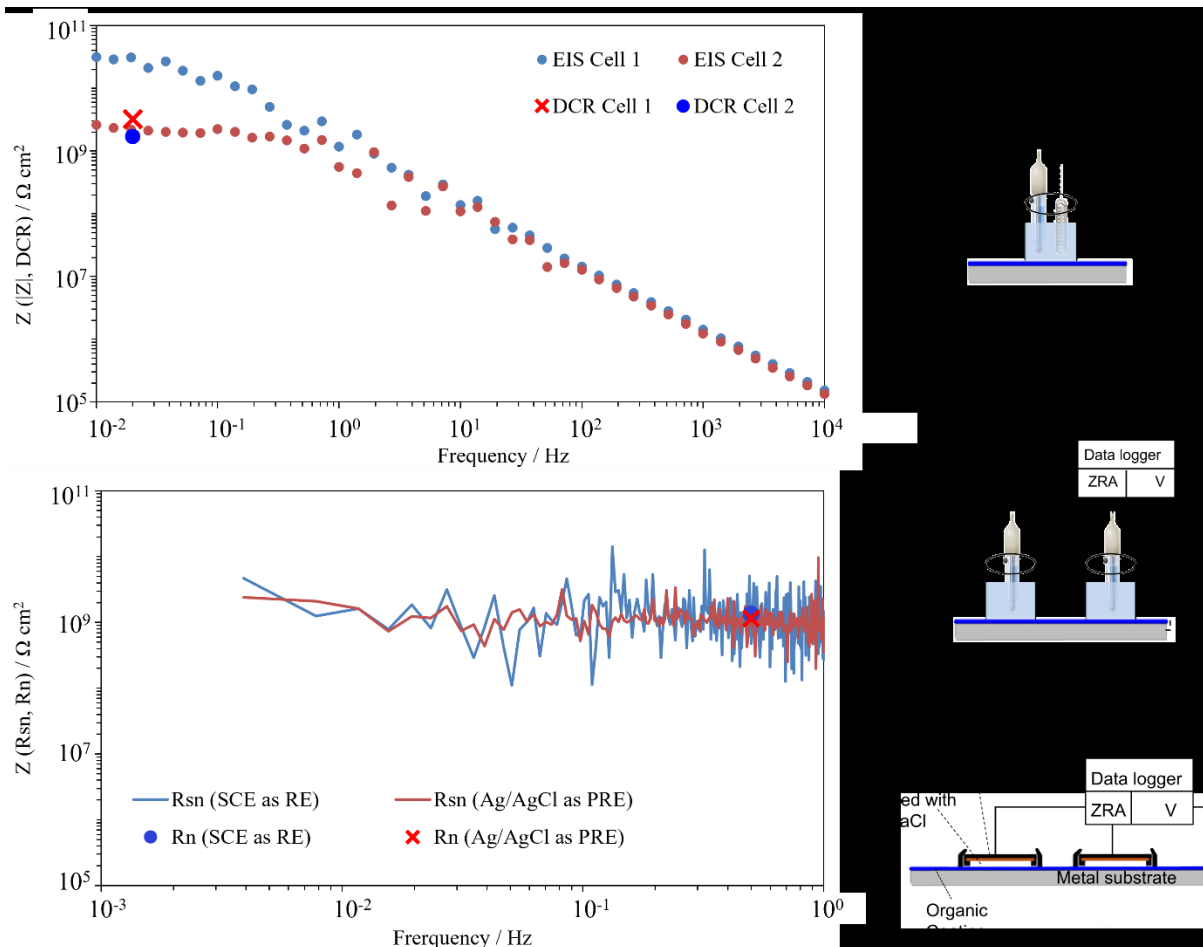 10¹¹
10⁹
10⁷
10⁵
Z (|Z|, DCR) / Ω cm²
EIS Cell 1
EIS Cell 2
DCR Cell 1
DCR Cell 2
10⁻²
10⁻¹
10⁰
10¹
10²
10³
10⁴
Frequency / Hz
Data logger
ZRA
V
10¹¹
10⁹
10⁷
10⁵
Z (Rsn, Rn) / Ω cm²
Rsn (SCE as RE)
Rsn (Ag/AgCl as PRE)
Rn (SCE as RE)
Rn (Ag/AgCl as PRE)
10⁻³
10⁻²
10⁻¹
10⁰
Frerquency / Hz
Data logger
ZRA
V
ed with
aCl
Metal substrate
Organic